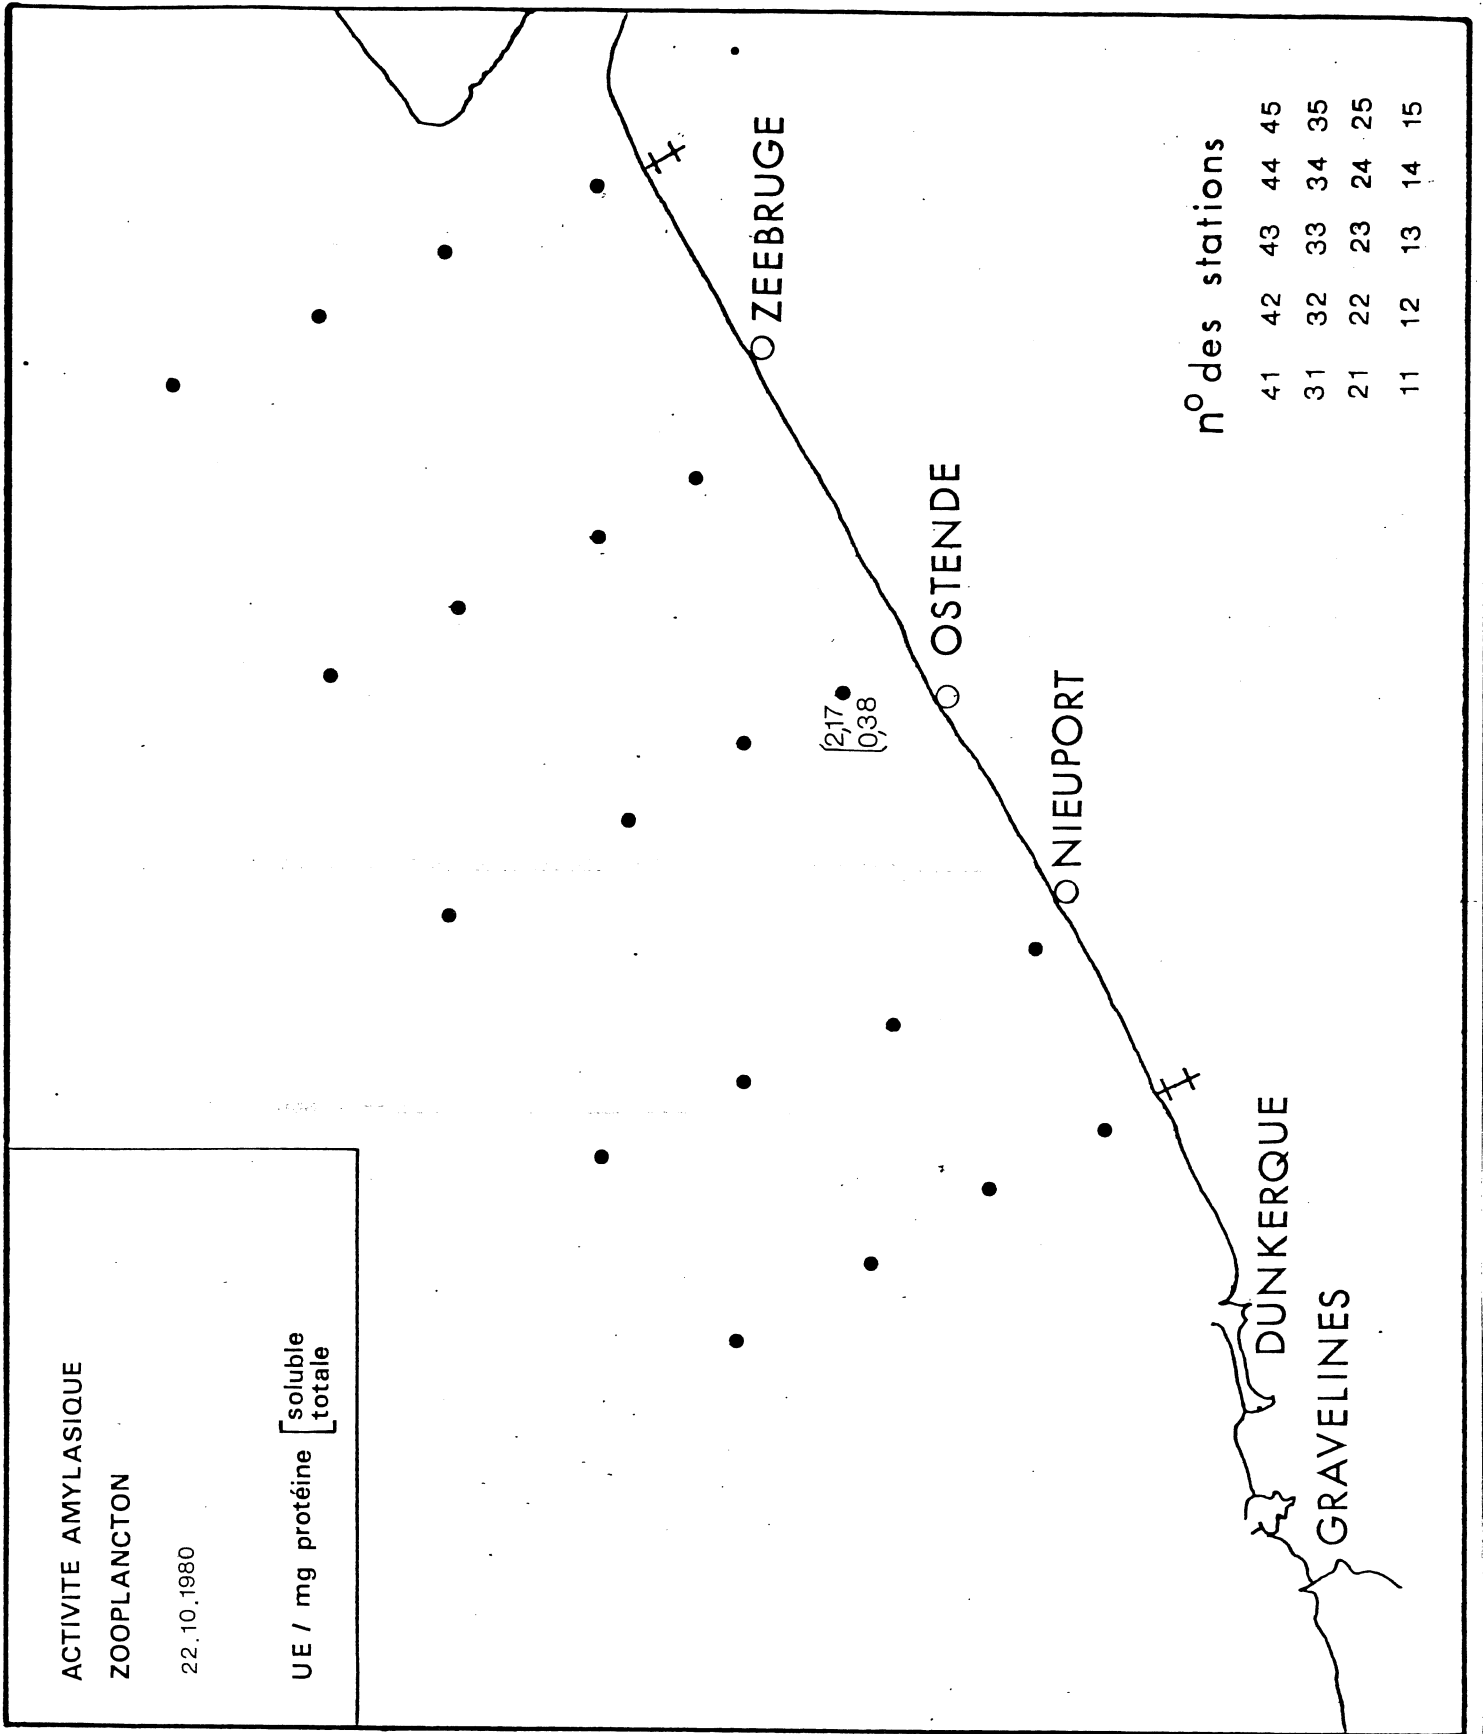 ACTIVITE AMYLASIQUE
ZOOPLANCTON
22.10.1980
UE / mg protéine [soluble
totale
(2,17
0,38
ZEEBRUGE
OSTENDE
NIEUPORT
DUNKERQUE
GRAVELINES
n° des stations
41 42 43 44 45
31 32 33 34 35
21 22 23 24 25
11 12 13 14 15